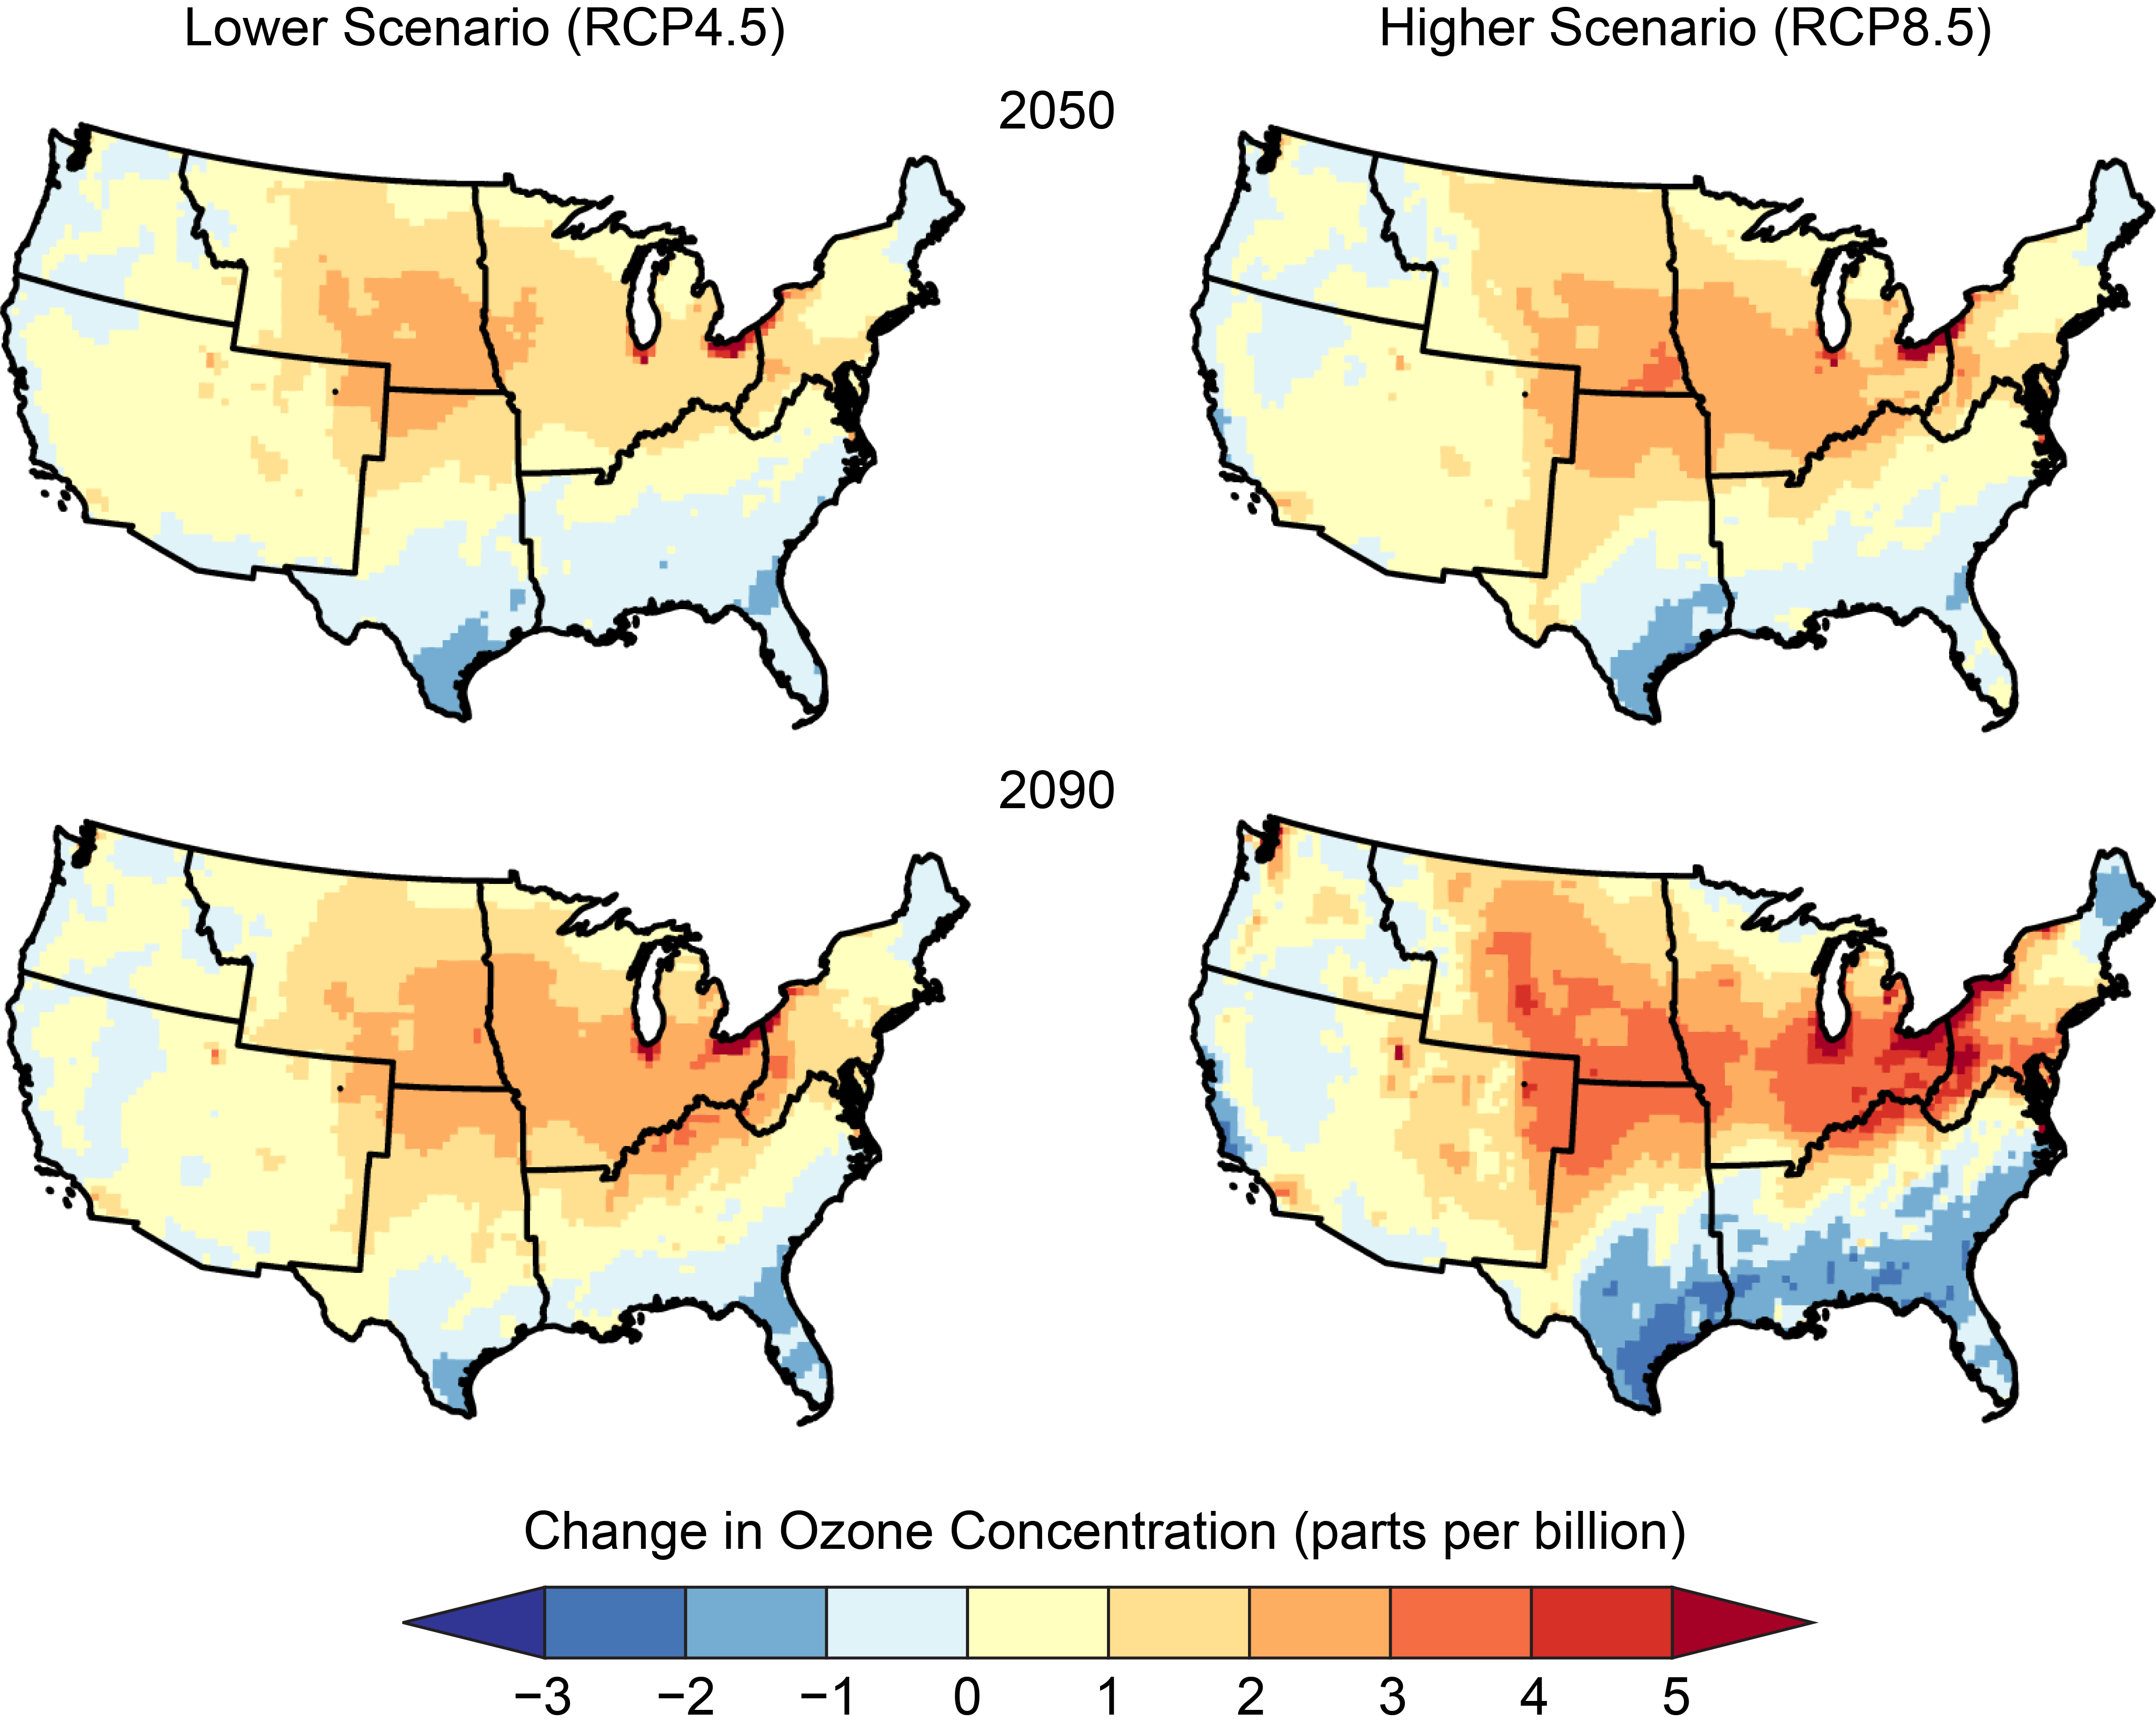 Lower Scenario (RCP4.5)
Higher Scenario (RCP8.5)
2050
2090
Change in Ozone Concentration (parts per billion)
−3 −2 −1 0 1 2 3 4 5